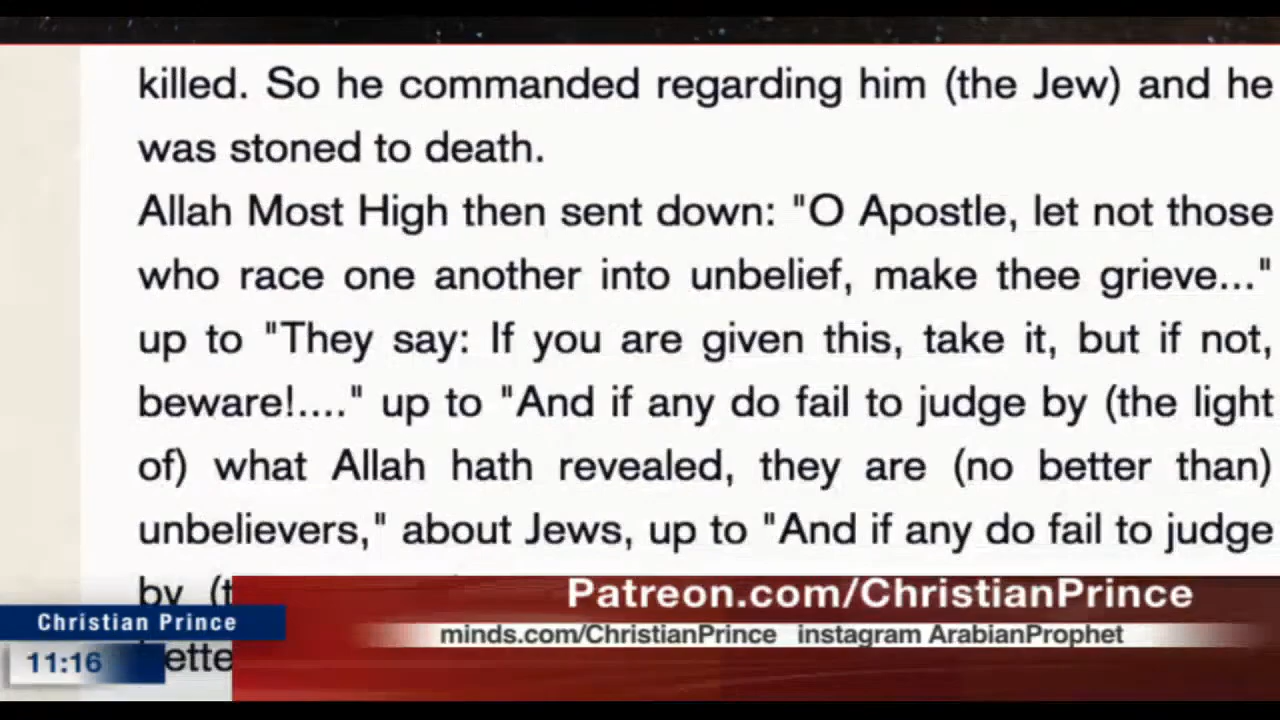 killed. So he commanded regarding him (the Jew) and he
was stoned to death.
Allah Most High then sent down: "O Apostle, let not those
who race one another into unbelief, make thee grieve..."
up to "They say: If you are given this, take it, but if not,
beware!...." up to "And if any do fail to judge by (the light
of) what Allah hath revealed, they are (no better than)
unbelievers," about Jews, up to "And if any do fail to judge
by
Patreon.com/ChristianPrince
Christian Prince
minds.com/ChristianPrince instagram ArabianProphet
11:16